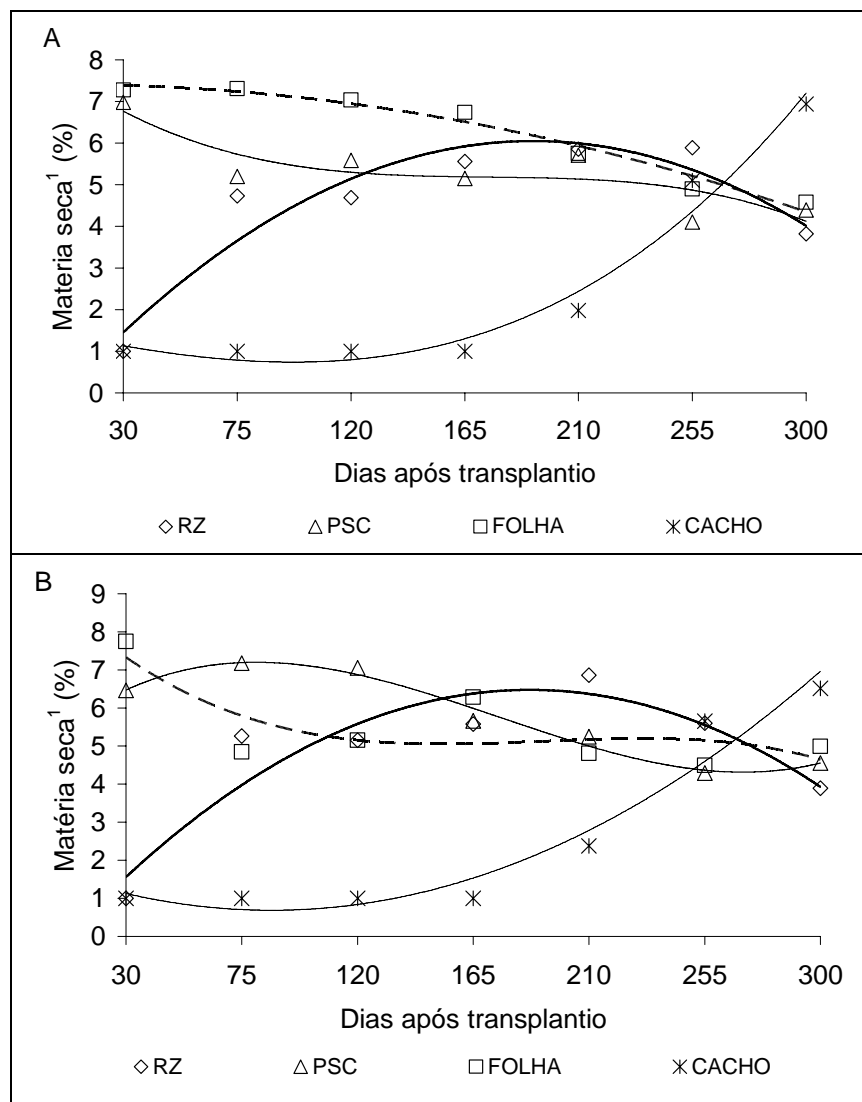 A
8
7
6
5
4
3
2
1
0
Materia seca¹ (%)
30 75 120 165 210 255 300
Dias após transplantio
RZ PSC FOLHA CACHO
B
9
8
7
6
5
4
3
2
1
0
Matéria seca¹ (%)
30 75 120 165 210 255 300
Dias após transplantio
RZ PSC FOLHA CACHO